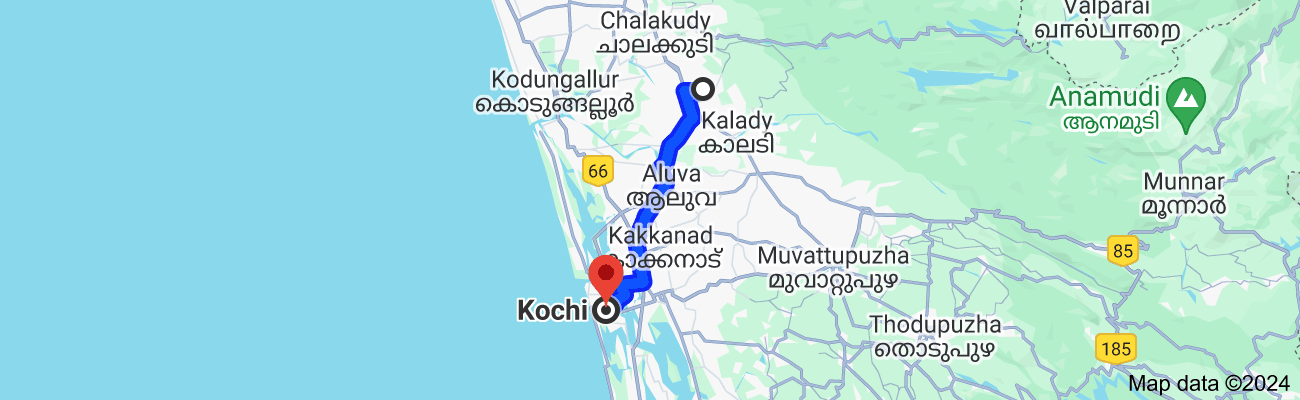 Chalakudy
ചാലക്കുടി
Valparai
ഖால்பாறை
Kodungallur
കൊടുങ്ങല്ലൂർ
Anamudi
ആനമുടി
Kalady
കാലടി
66
Aluva
ആലുവ
Munnar
മൂന്നാർ
Kakkanad
കാക്കനാട്
85
Muvattupuzha
മുവാറ്റുപുഴ
Kochi
Thodupuzha
തൊടുപുഴ
185
Map data ©2024